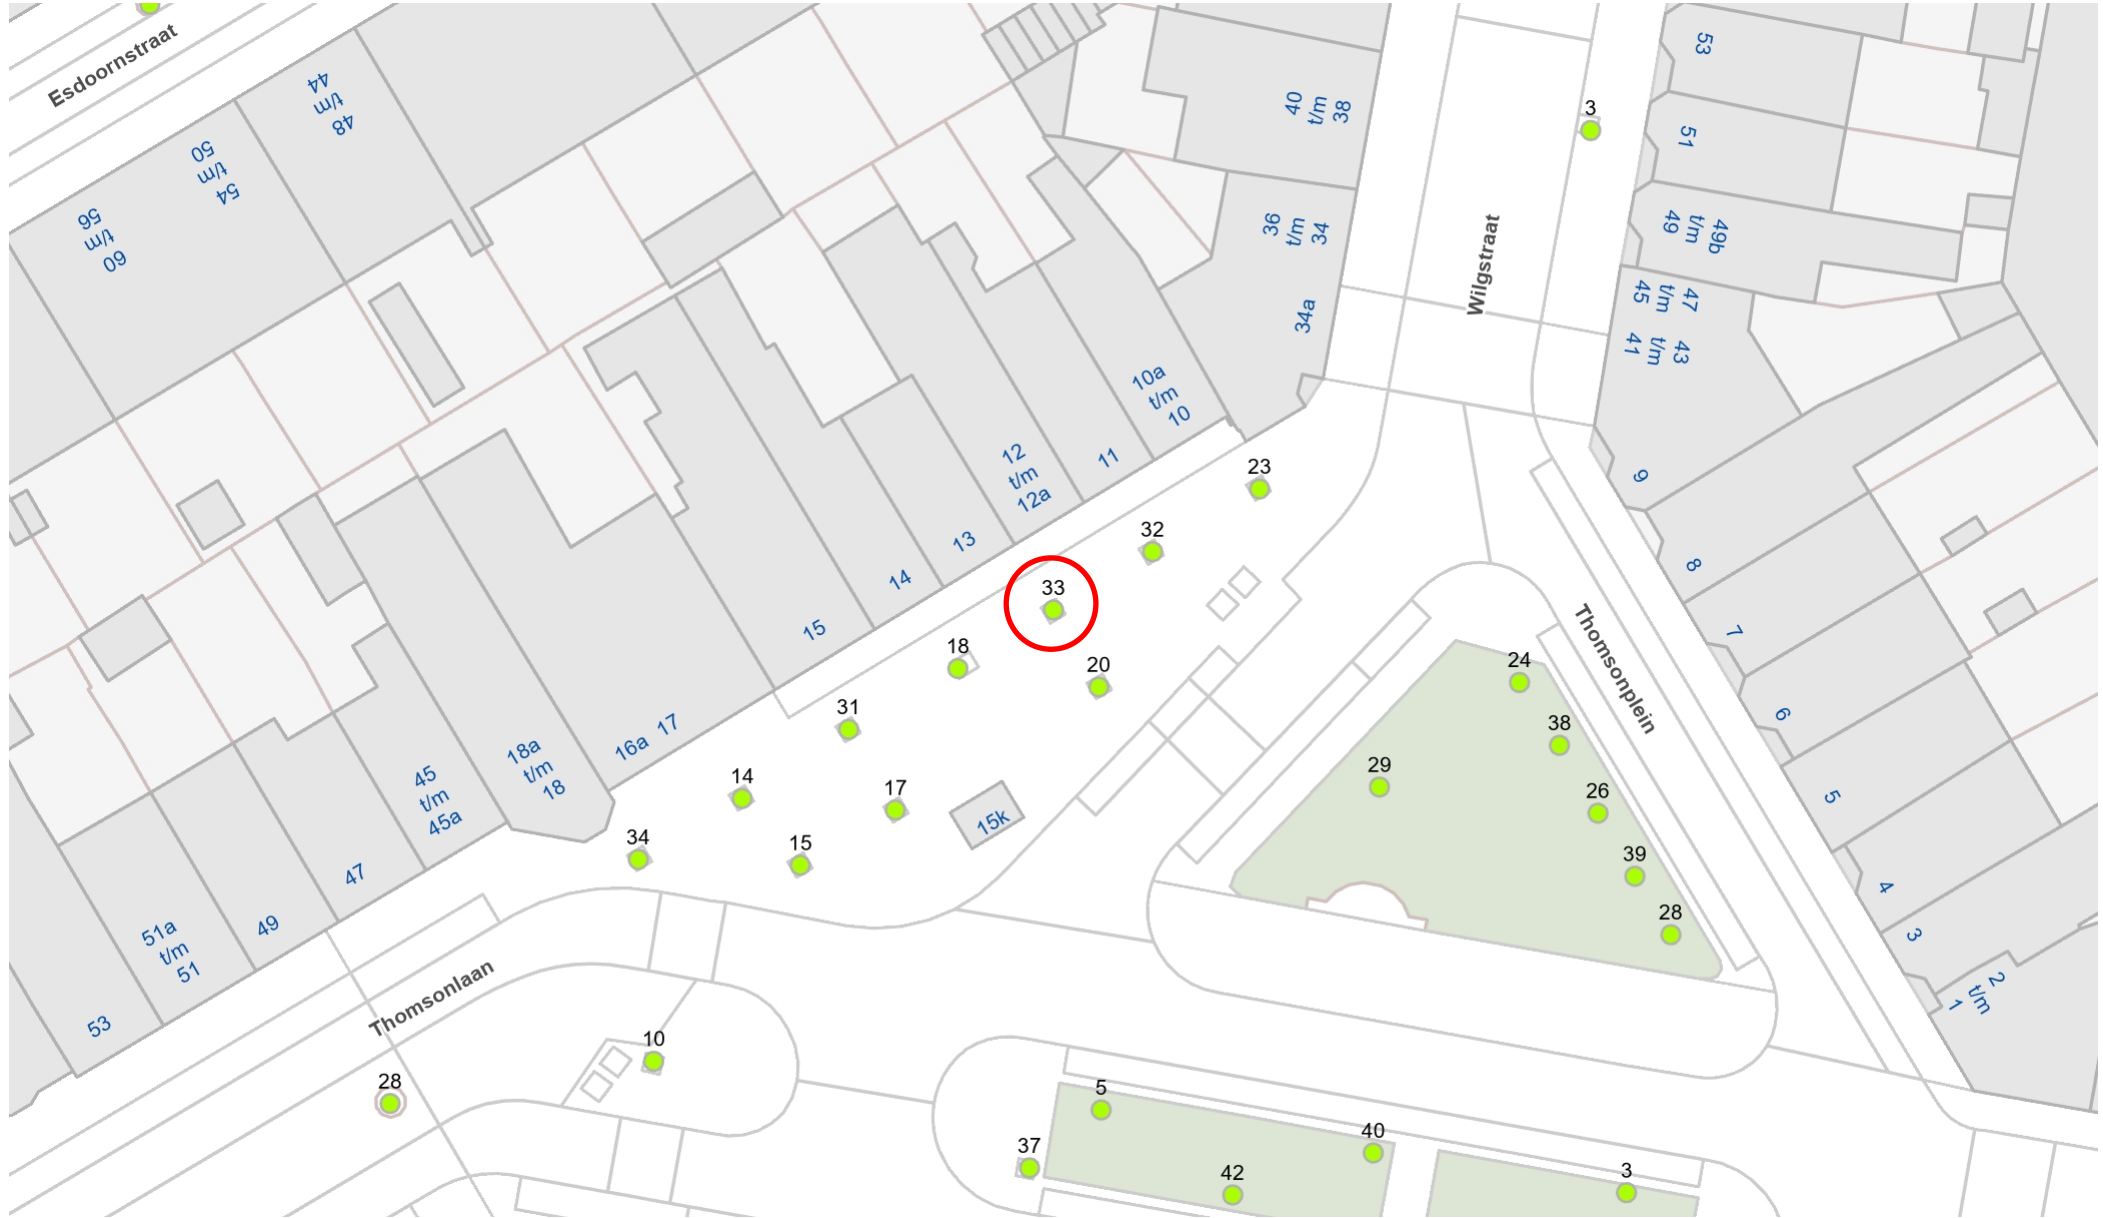 Esdoornstraat
44
t/m
48
50
t/m
54
56
t/m
60
40
t/m
38
36
t/m
34
34a
Wilgstraat
3
53
51
49b
t/m
49
47
t/m
45
43
t/m
41
9
8
7
6
5
4
3
2
t/m
1
10a
t/m
10
11
12
t/m
12a
13
14
15
16a 17
18a
t/m
18
45
t/m
45a
47
49
51a
t/m
51
53
23
32
33
18
20
31
14
17
15k
34
15
24
38
29
26
39
28
Thomsonplein
Thomsonlaan
10
28
5
40
37
42
3